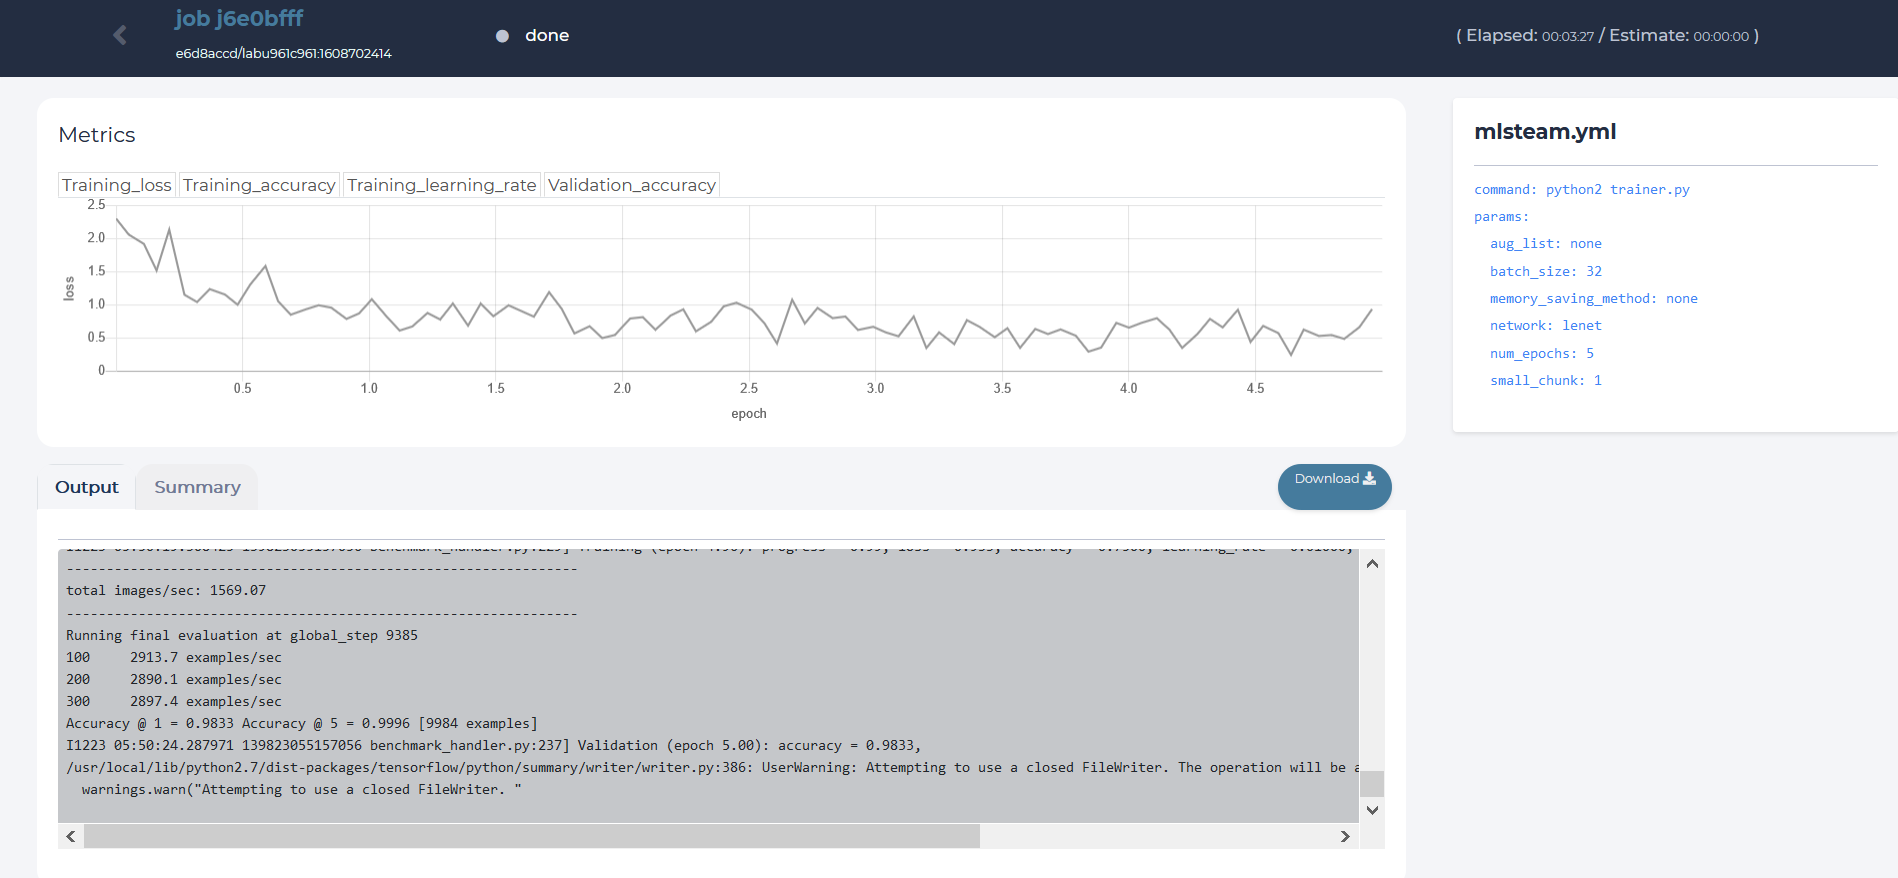 job j6e0bfff
e6d8accd/labu961c961:1608702414
done
( Elapsed: 00:03:27 / Estimate: 00:00:00 )
Metrics
Training_loss Training_accuracy Training_learning_rate Validation_accuracy
2.5
2.0
1.5
1.0
0.5
0
loss
0.5 1.0 1.5 2.0 2.5 3.0 3.5 4.0 4.5
epoch
mlsteam.yml
command: python2 trainer.py
params:
aug_list: none
batch_size: 32
memory_saving_method: none
network: lenet
num_epochs: 5
small_chunk: 1
Output Summary
Download
----------------------------------------------------------------
total images/sec: 1569.07
----------------------------------------------------------------
Running final evaluation at global_step 9385
100 2913.7 examples/sec
200 2890.1 examples/sec
300 2897.4 examples/sec
Accuracy @ 1 = 0.9833 Accuracy @ 5 = 0.9996 [9984 examples]
I1223 05:50:24.287971 139823055157056 benchmark_handler.py:237] Validation (epoch 5.00): accuracy = 0.9833,
/usr/local/lib/python2.7/dist-packages/tensorflow/python/summary/writer/writer.py:386: UserWarning: Attempting to use a closed FileWriter. The operation will be a
warnings.warn("Attempting to use a closed FileWriter. "